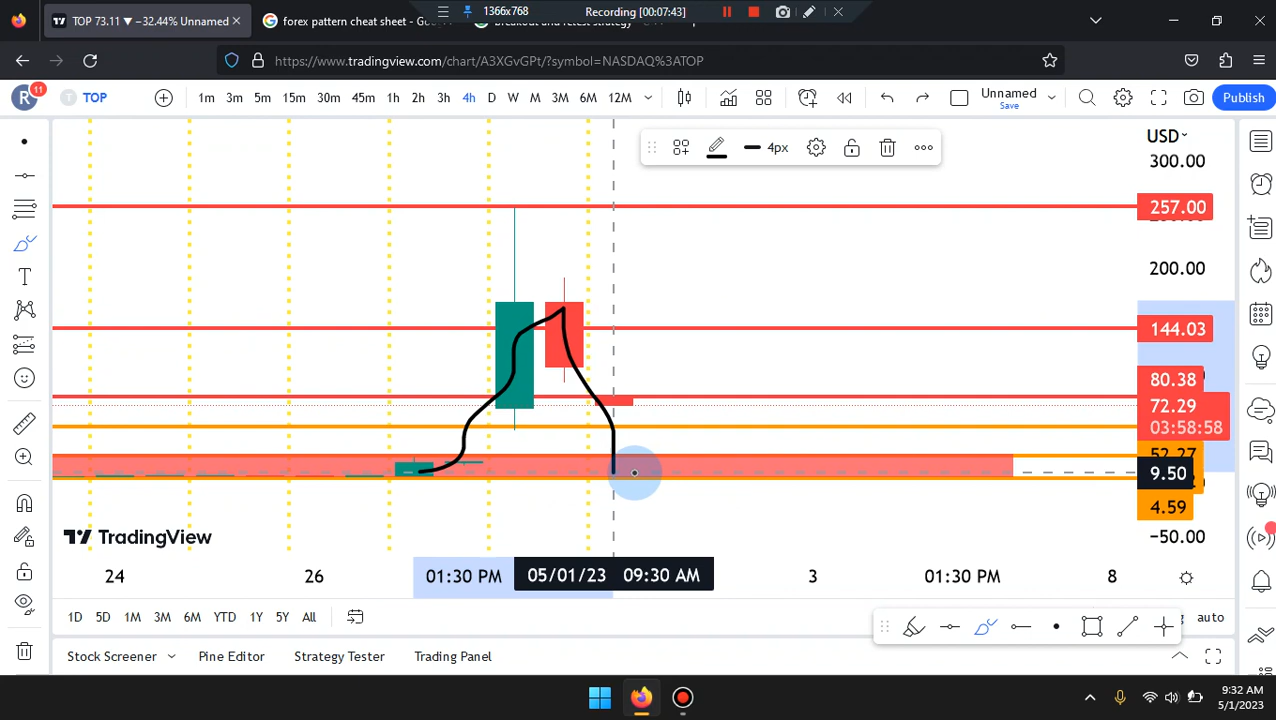 1366x768
Recording [00:07:43]
TOP 73.11 ▼ −32.44% Unnamed
forex pattern cheat sheet - Go
breakout and retest strategy
https://www.tradingview.com/chart/A3XGvGPt/?symbol=NASDAQ%3ATOP
R 11
T TOP
1m 3m 5m 15m 30m 45m 1h 2h 3h 4h D W M 3M 6M 12M
Unnamed
Save
Publish
4px
USD
300.00
257.00
200.00
144.03
80.38
72.29
03:58:58
52.27
9.50
4.59
−50.00
TradingView
24 26 01:30 PM 05/01/23 09:30 AM 3 01:30 PM 8
1D 5D 1M 3M 6M YTD 1Y 5Y All
auto
Stock Screener Pine Editor Strategy Tester Trading Panel
9:32 AM
5/1/2023